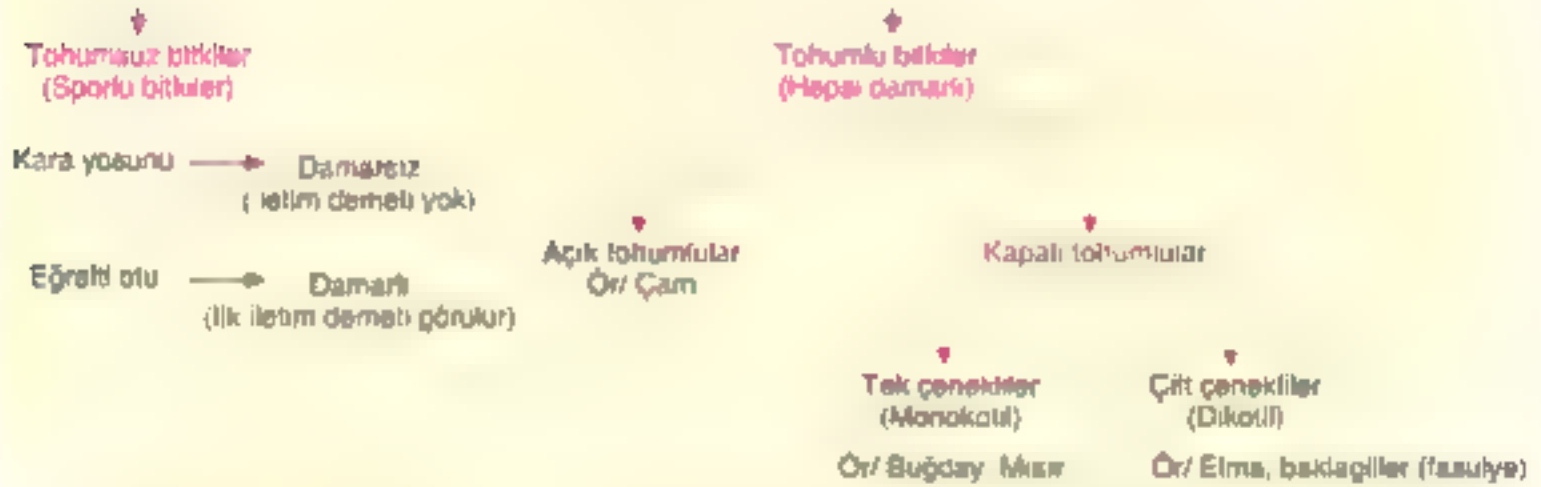 Tohumsuz bitkiler
(Sporlu bitkiler)
Tohumlu bitkiler
(Hepsi damarlı)
Kara yosunu
Damarsız
(İletim demeti yok)
Eğrelti otu
Damarlı
(İlk iletim demeti görülür)
Açık tohumlular
Ör/ Çam
Kapalı tohumlular
Tek çenekliler
(Monokotil)
Ör/ Buğday Mısır
Çift çenekliler
(Dikotil)
Ör/ Elma, baklagiller (fasulye)